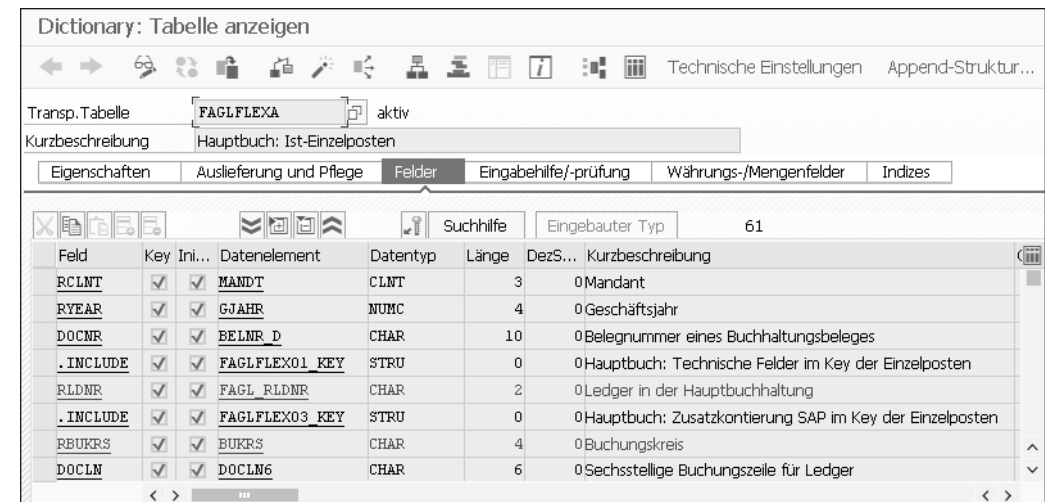 Dictionary: Tabelle anzeigen
Technische Einstellungen Append-Struktur...
Transp.Tabelle FAGLFLEXA aktiv
Kurzbeschreibung Hauptbuch: Ist-Einzelposten
Eigenschaften Auslieferung und Pflege Felder Eingabehilfe/-prüfung Währungs-/Mengenfelder Indizes
Suchhilfe Eingebauter Typ 61
Feld Key Ini... Datenelement Datentyp Länge DezS... Kurzbeschreibung
RCLNT MANDT CLNT 3 0 Mandant
RYEAR GJAHR NUMC 4 0 Geschäftsjahr
DOCNR BELNR_D CHAR 10 0 Belegnummer eines Buchhaltungsbeleges
.INCLUDE FAGLFLEX01_KEY STRU 0 0 Hauptbuch: Technische Felder im Key der Einzelposten
RLDNR FAGL_RLDNR CHAR 2 0 Ledger in der Hauptbuchhaltung
.INCLUDE FAGLFLEX03_KEY STRU 0 0 Hauptbuch: Zusatzkontierung SAP im Key der Einzelposten
RBUKRS BUKRS CHAR 4 0 Buchungskreis
DOCLN DOCLN6 CHAR 6 0 Sechsstellige Buchungszeile für Ledger